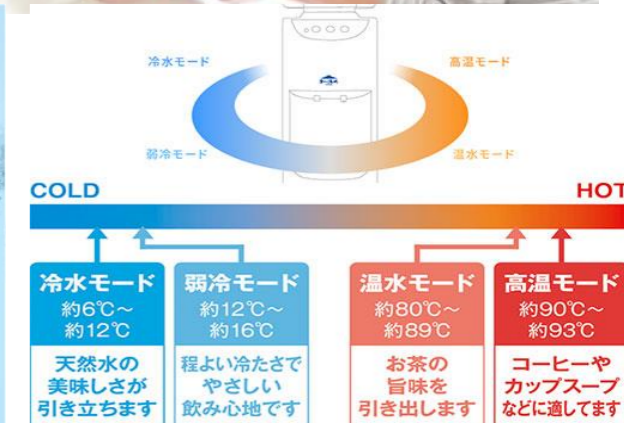 冷水モード
高温モード
弱冷モード
温水モード
COLD
HOT
冷水モード
約6℃～
約12℃
天然水の
美味しさが
引き立ちます
弱冷モード
約12℃～
約16℃
程よい冷たさで
やさしい
飲み心地です
温水モード
約80℃～
約89℃
お茶の
旨味を
引き出します
高温モード
約90℃～
約93℃
コーヒーや
カップスープ
などに適してます